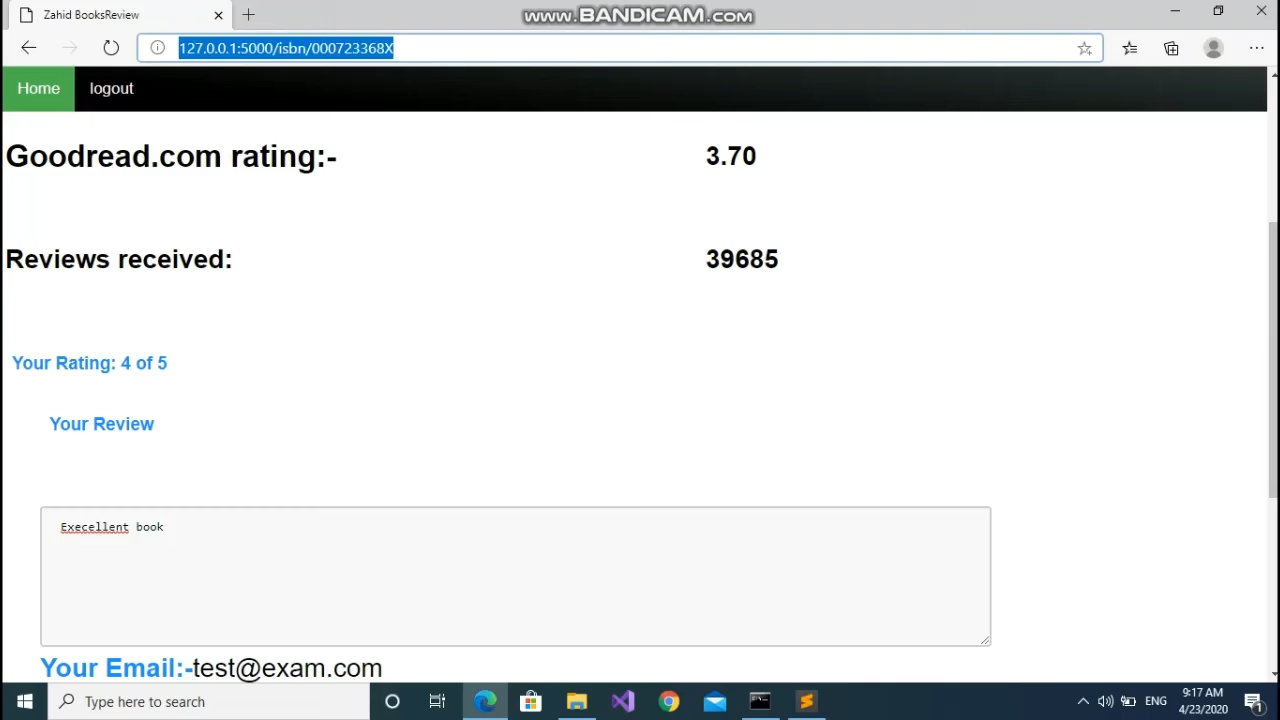 Zahid BooksReview
www.BANDICAM.com
127.0.0.1:5000/isbn/000723368X
Home logout
Goodread.com rating:- 3.70
Reviews received: 39685
Your Rating: 4 of 5
Your Review
Execellent book
Your Email:-test@exam.com
Type here to search
ENG
9:17 AM
4/23/2020
1